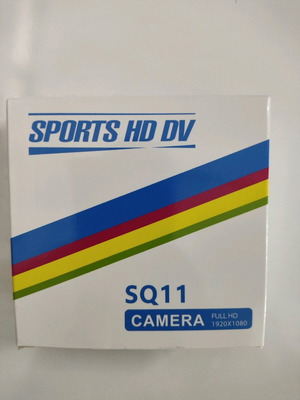 SPORTS HD DV
SQ11
CAMERA
FULL HD
1920X1080